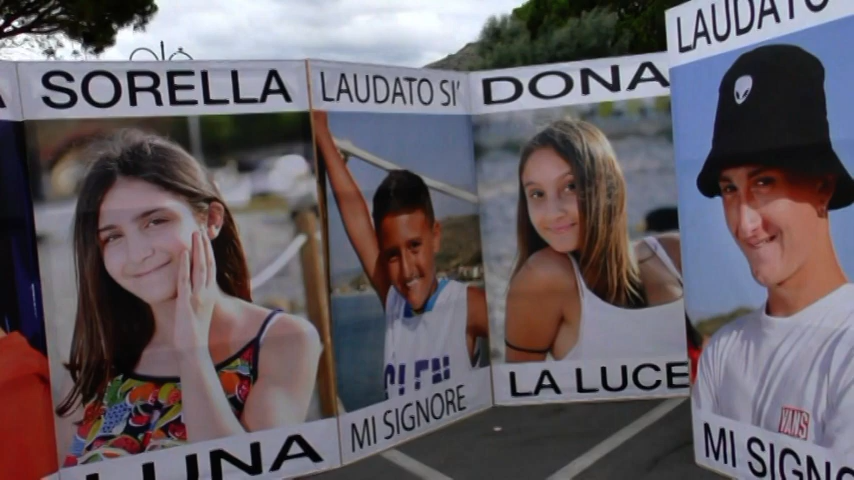 SORELLA
LUNA
LAUDATO SI'
MI SIGNORE
DONA
LA LUCE
LAUDATO
VANS
MI SIGNO